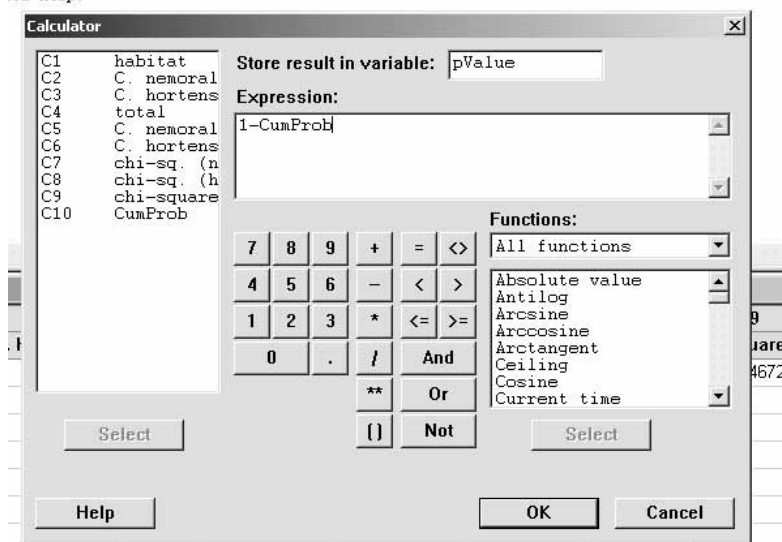 Calculator
C1 habitat
C2 C. nemoral
C3 C. hortens
C4 total
C5 C. nemoral
C6 C. hortens
C7 chi-sq. (n
C8 chi-sq. (h
C9 chi-square
C10 CumProb
Store result in variable: pValue
Expression:
1-CumProb
7 8 9 + = <>
4 5 6 - < >
1 2 3 * <= >=
0 . / And
** Or
() Not
Functions:
All functions
Absolute value
Antilog
Arcsine
Arccosine
Arctangent
Ceiling
Cosine
Current time
Select
Select
Help
OK
Cancel
9
uare
4672